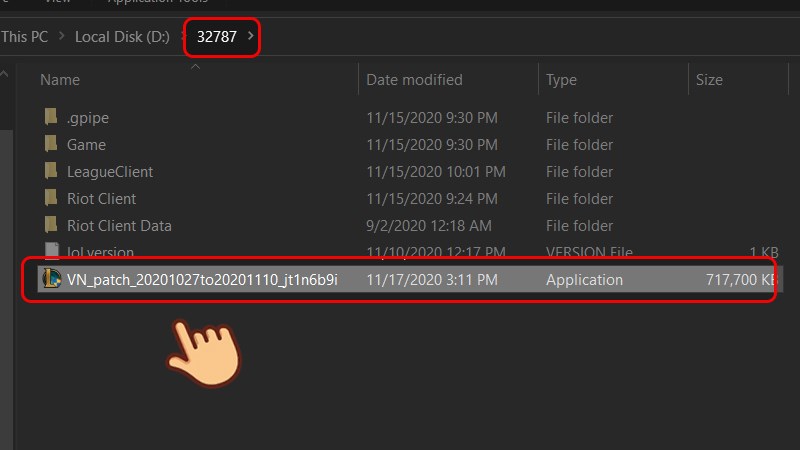 View Application Tools
This PC > Local Disk (D:) > 32787 >
Name Date modified Type Size
.gpipe 11/15/2020 9:30 PM File folder
Game 11/15/2020 9:30 PM File folder
LeagueClient 11/15/2020 10:01 PM File folder
Riot Client 11/15/2020 9:24 PM File folder
Riot Client Data 9/2/2020 12:18 AM File folder
lol.version 11/10/2020 12:17 PM VERSION File 1 KB
VN_patch_20201027to20201110_jt1n6b9i 11/17/2020 3:11 PM Application 717,700 KB